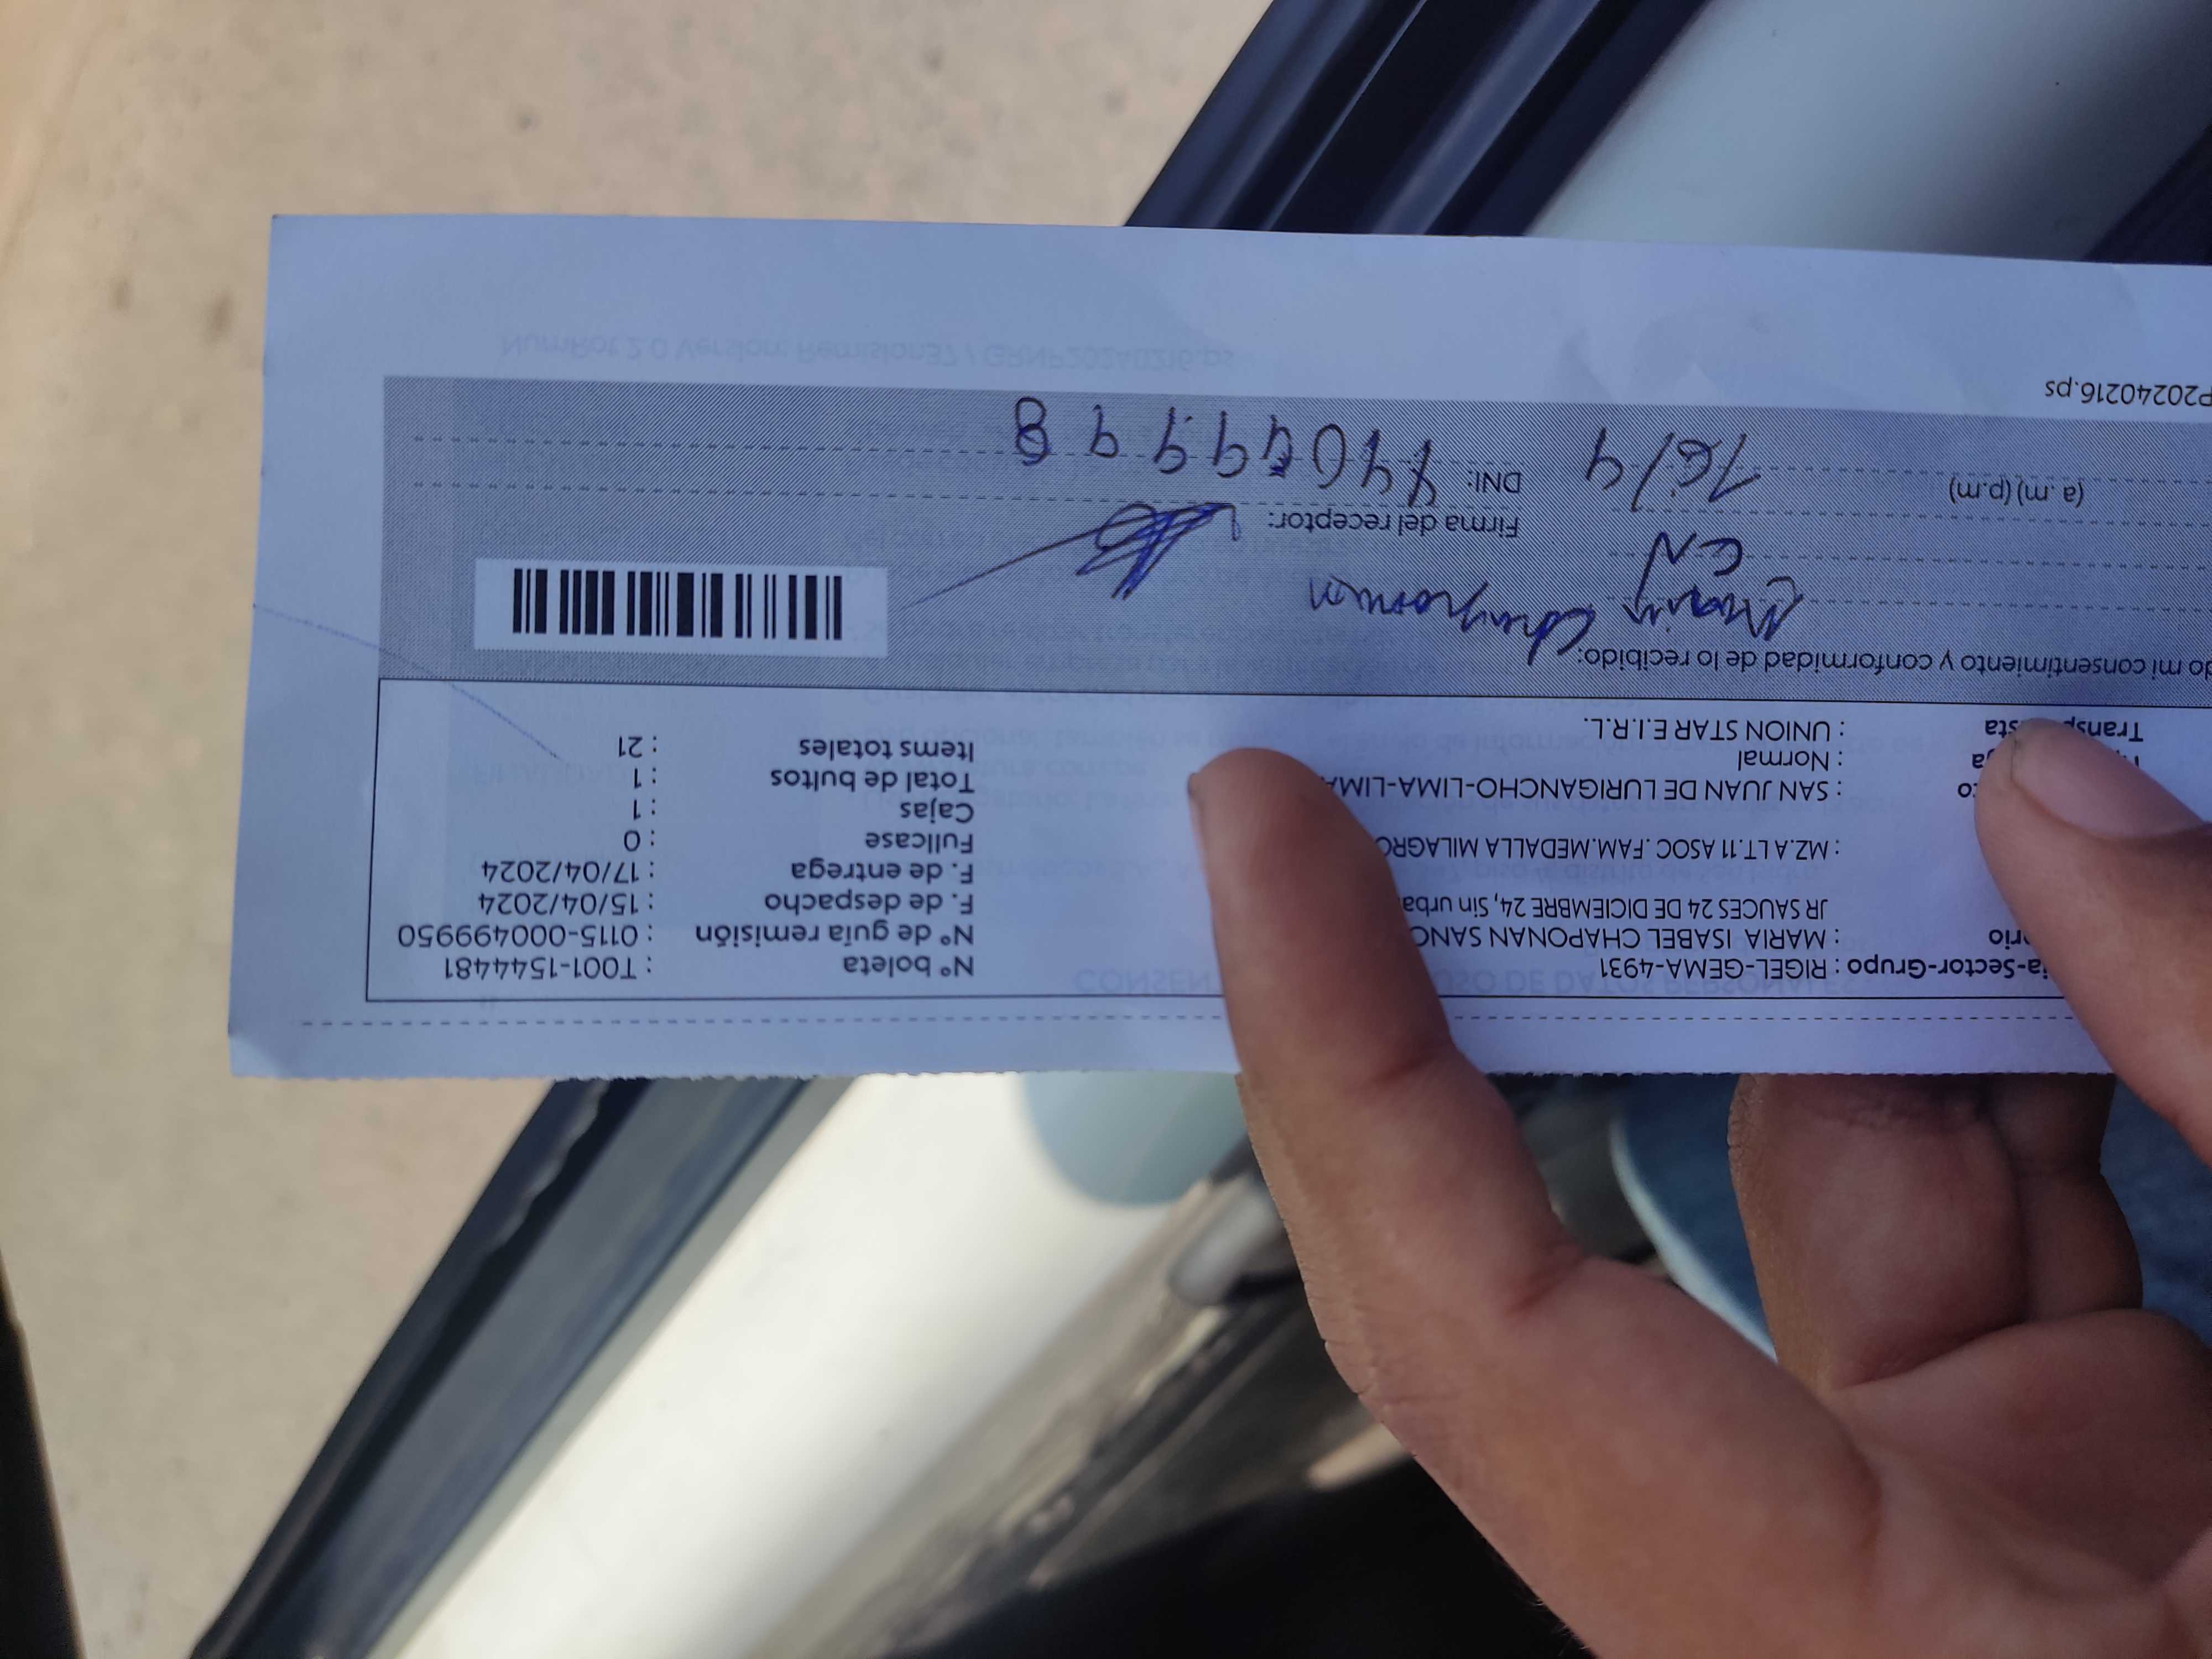 ia-Sector-Grupo : RIGEL-GEMA-4931
rio : MARIA ISABEL CHAPONAN SANC
JR SAUCES 24 DE DICIEMBRE 24, Sin urba
: MZ.A LT.11 ASOC .FAM.MEDALLA MILAGRO
: SAN JUAN DE LURIGANCHO-LIMA-LIMA
: Normal
: UNION STAR E.I.R.L.
Nº boleta : T001-1544481
Nº de guía remisión : 0115-000499950
F. de despacho : 15/04/2024
F. de entrega : 17/04/2024
Fullcase : 0
Cajas : 1
Total de bultos : 1
Items totales : 21
do mi consentimiento y conformidad de lo recibido:
CN
(a .m) (p.m) 16/4
Firma del receptor:
DNI:
P20240216.ps